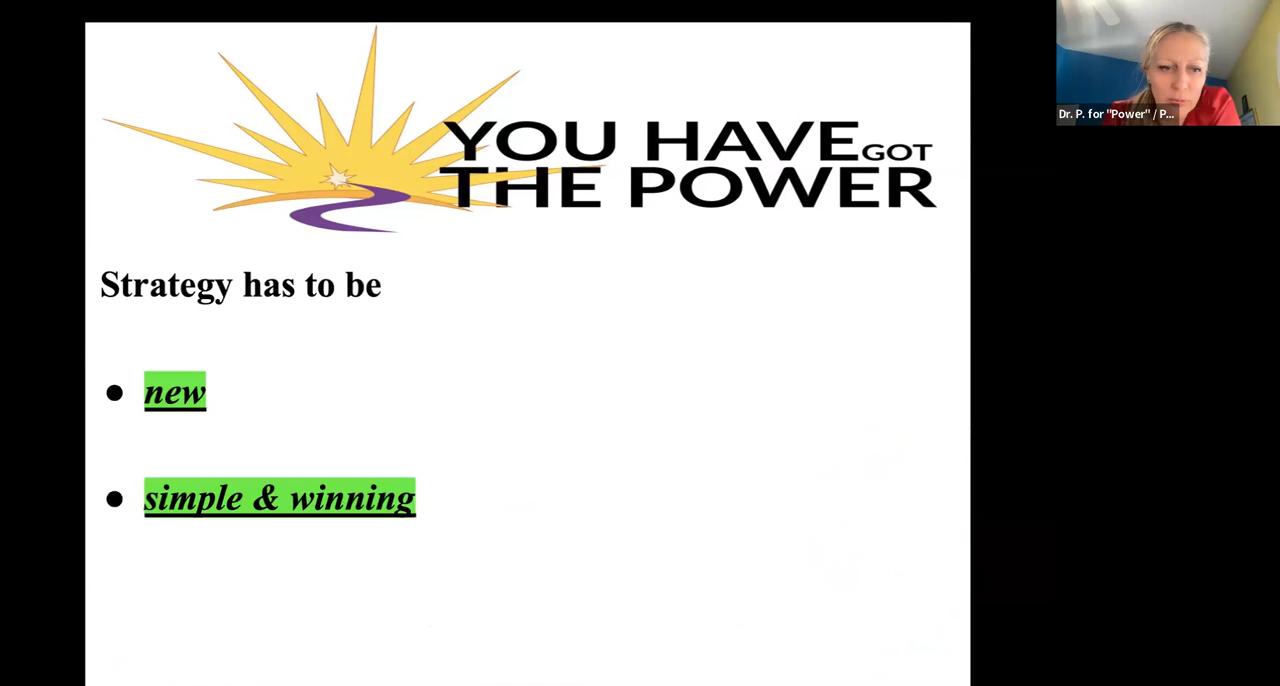 YOU HAVE GOT
THE POWER
Strategy has to be
● new
● simple & winning
Dr. P. for "Power" / P...